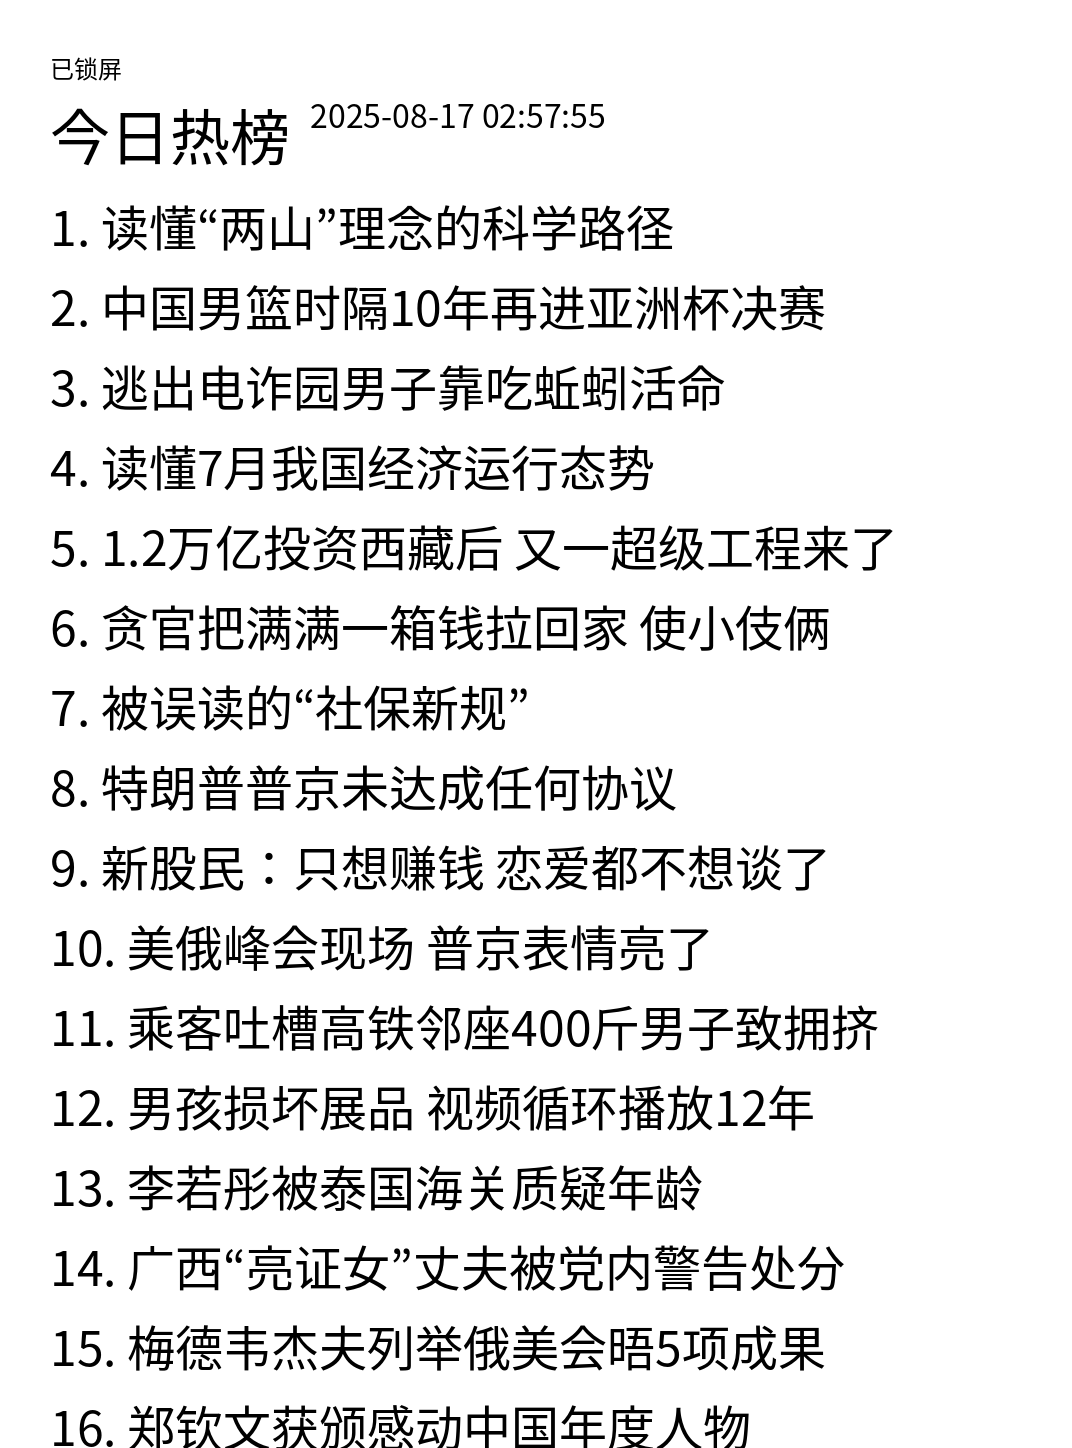 已锁屏
今日热榜 2025-08-17 02:57:55
1. 读懂“两山”理念的科学路径
2. 中国男篮时隔10年再进亚洲杯决赛
3. 逃出电诈园男子靠吃蚯蚓活命
4. 读懂7月我国经济运行态势
5. 1.2万亿投资西藏后 又一超级工程来了
6. 贪官把满满一箱钱拉回家 使小伎俩
7. 被误读的“社保新规”
8. 特朗普普京未达成任何协议
9. 新股民：只想赚钱 恋爱都不想谈了
10. 美俄峰会现场 普京表情亮了
11. 乘客吐槽高铁邻座400斤男子致拥挤
12. 男孩损坏展品 视频循环播放12年
13. 李若彤被泰国海关质疑年龄
14. 广西“亮证女”丈夫被党内警告处分
15. 梅德韦杰夫列举俄美会晤5项成果
16. 郑钦文获颁感动中国年度人物